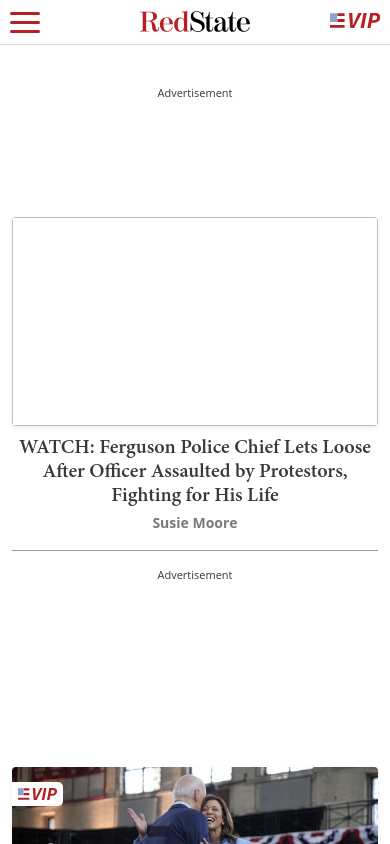 RedState
VIP
Advertisement
WATCH: Ferguson Police Chief Lets Loose
After Officer Assaulted by Protestors,
Fighting for His Life
Susie Moore
Advertisement
VIP